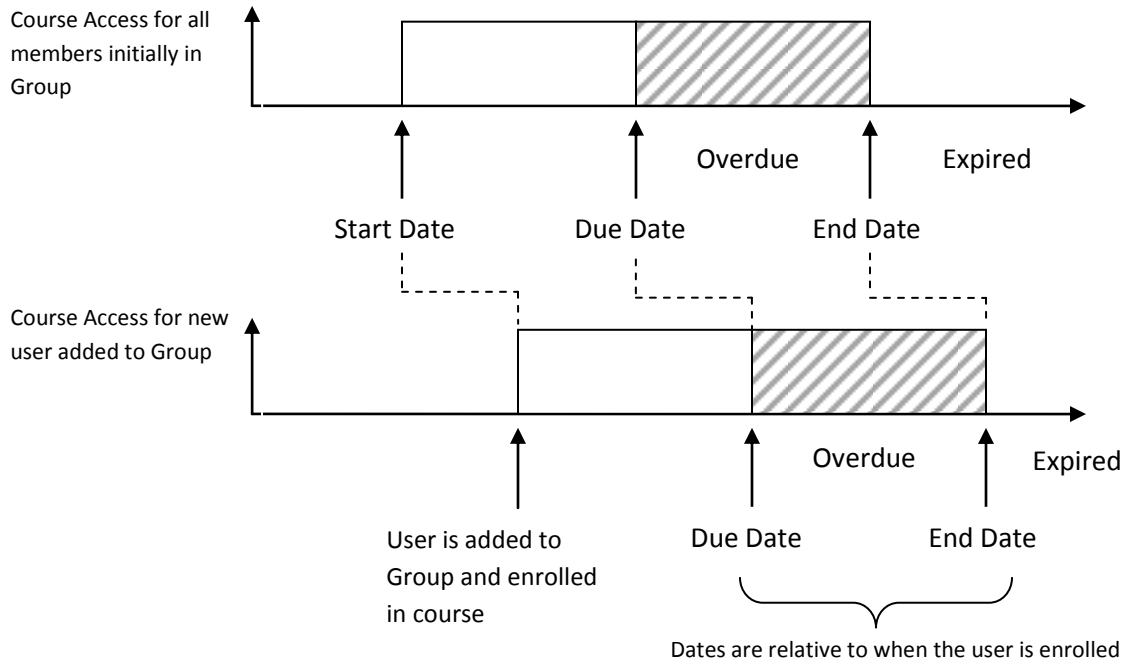 Course Access for all
members initially in
Group
Overdue
Expired
Start Date
Due Date
End Date
Course Access for new
user added to Group
Overdue
Expired
User is added to
Group and enrolled
in course
Due Date
End Date
Dates are relative to when the user is enrolled